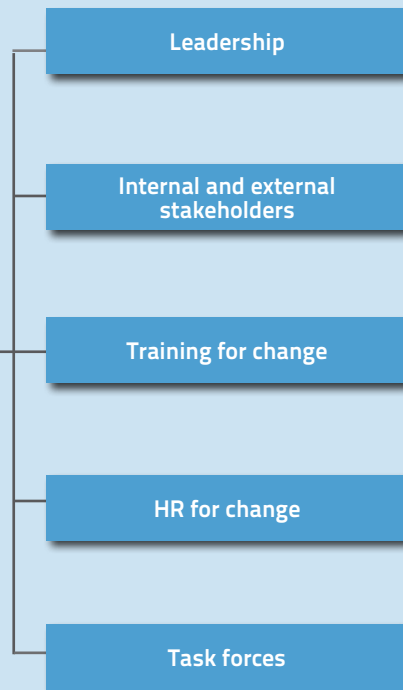 Leadership
Internal and external
stakeholders
Training for change
HR for change
Task forces